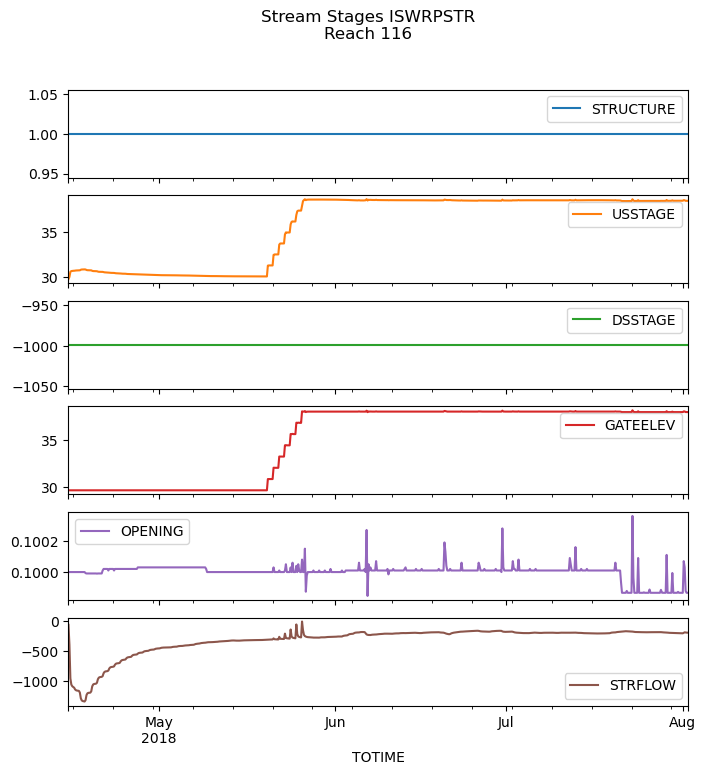 Stream Stages ISWRPSTR
Reach 116
1.05
1.00
0.95
STRUCTURE
35
30
USSTAGE
−950
−1000
−1050
DSSTAGE
35
30
GATEELEV
0.1002
0.1000
OPENING
0
−500
−1000
STRFLOW
May
2018
Jun
Jul
Aug
TOTIME